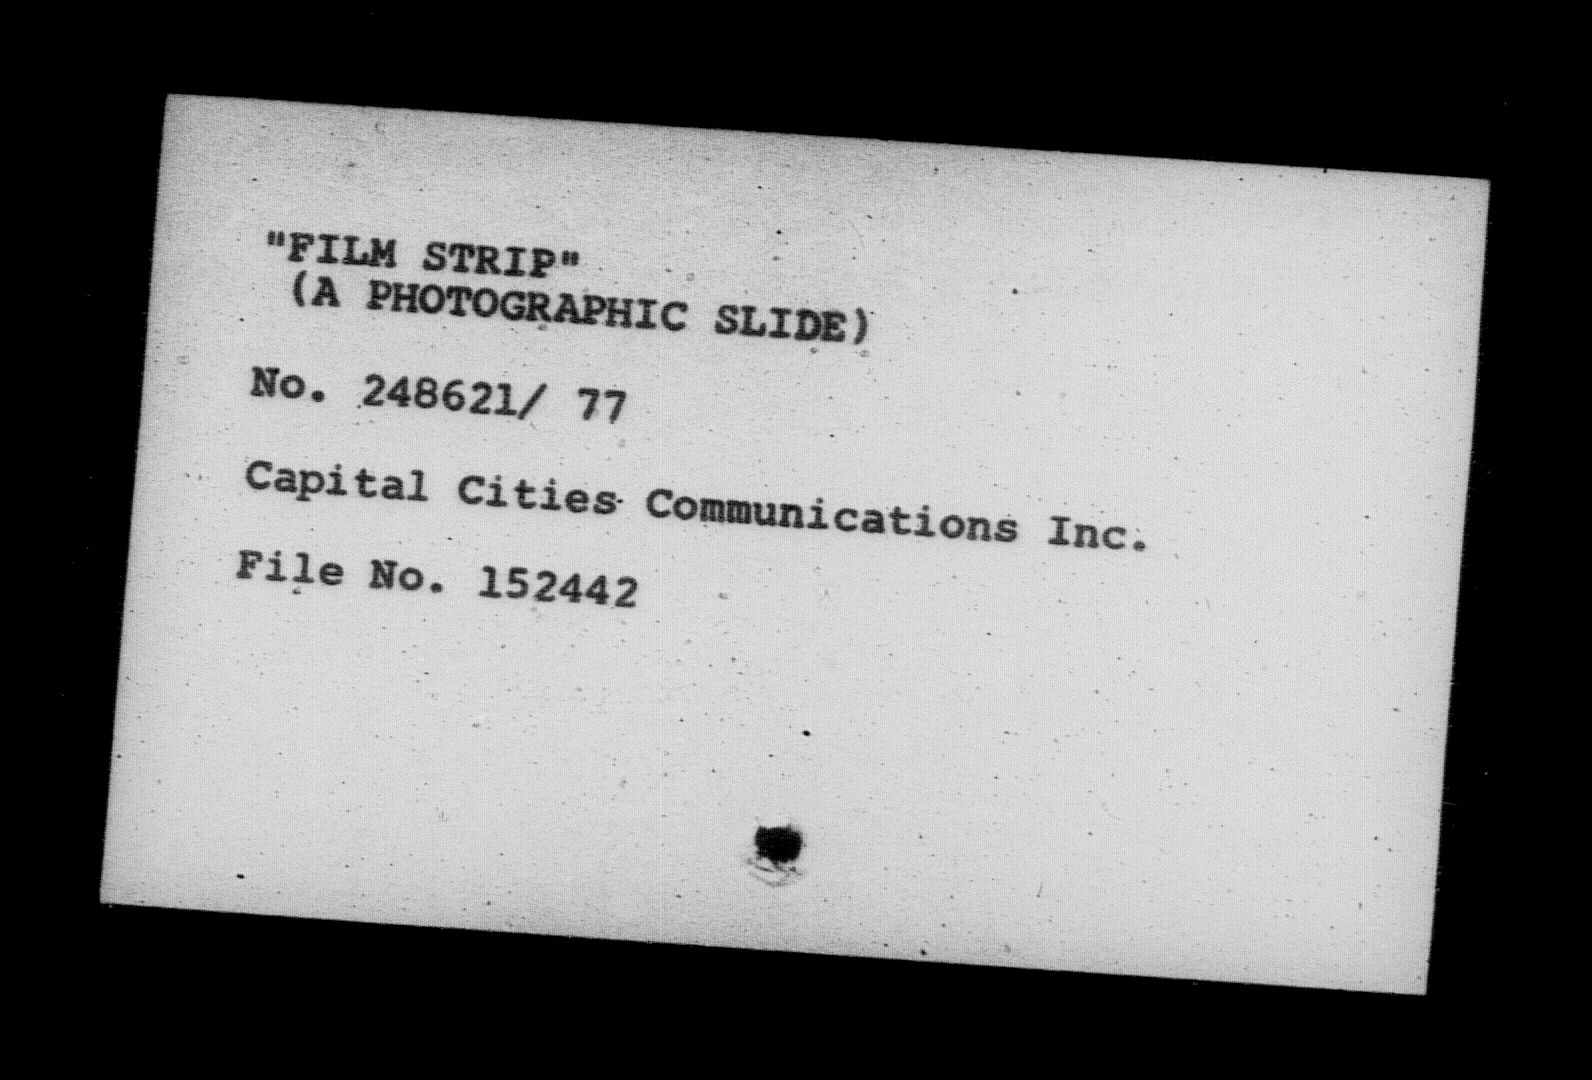 "FILM STRIP"
(A PHOTOGRAPHIC SLIDE)
No. 248621/ 77
Capital Cities Communications Inc.
File No. 152442